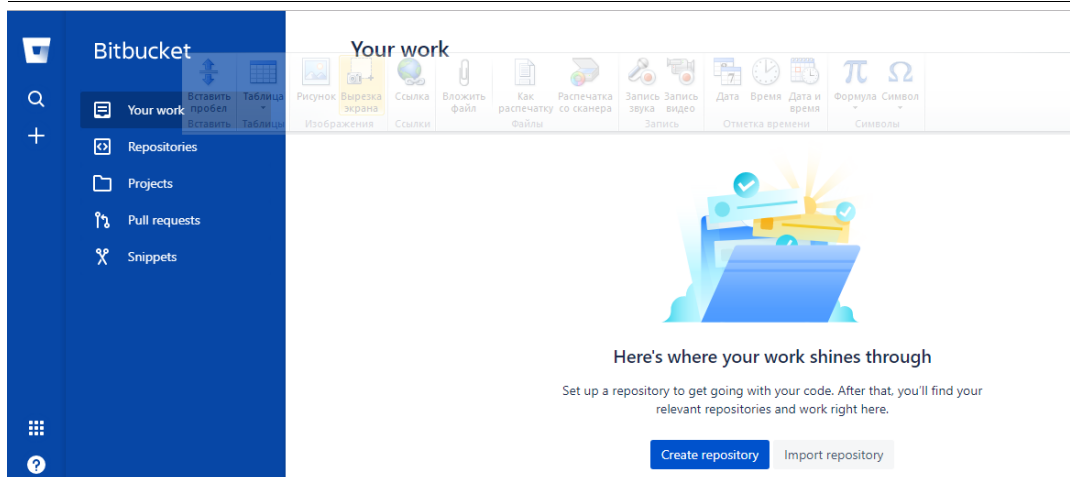 Bitbucket
Your work
Repositories
Projects
Pull requests
Snippets
Your work
Вставить пробел
Таблица
Рисунок
Вырезка экрана
Ссылка
Вложить файл
Как распечатку
Распечатка со сканера
Запись звука
Запись видео
Дата
Время
Дата и время
Формула
Символ
Вставить
Таблицы
Изображения
Ссылки
Файлы
Запись
Отметка времени
Символы
7
π
Ω
Here's where your work shines through
Set up a repository to get going with your code. After that, you'll find your
relevant repositories and work right here.
Create repository
Import repository